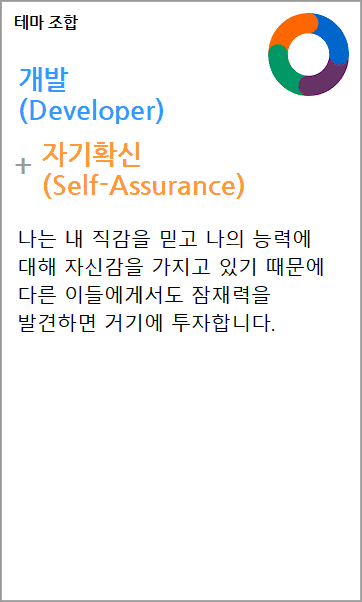 테마 조합
개발
(Developer)
+ 자기확신
(Self-Assurance)
나는 내 직감을 믿고 나의 능력에
대해 자신감을 가지고 있기 때문에
다른 이들에게서도 잠재력을
발견하면 거기에 투자합니다.